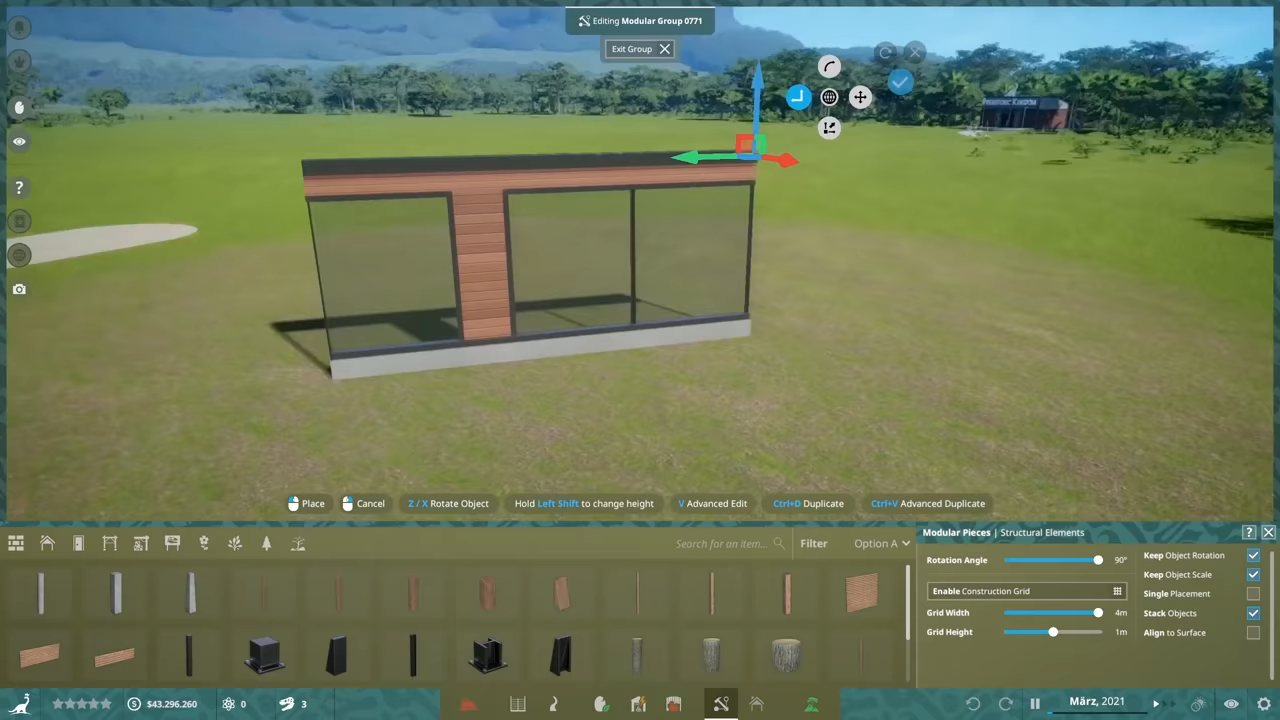 Editing Modular Group 0771
Exit Group
Place
Cancel
Z / X Rotate Object
Hold Left Shift to change height
V Advanced Edit
Ctrl+D Duplicate
Ctrl+V Advanced Duplicate
Search for an item...
Filter
Option A
Modular Pieces | Structural Elements
?
Rotation Angle
90°
Enable Construction Grid
Grid Width
4m
Grid Height
1m
Keep Object Rotation
Keep Object Scale
Single Placement
Stack Objects
Align to Surface
?
$43.296.260
0
3
März, 2021